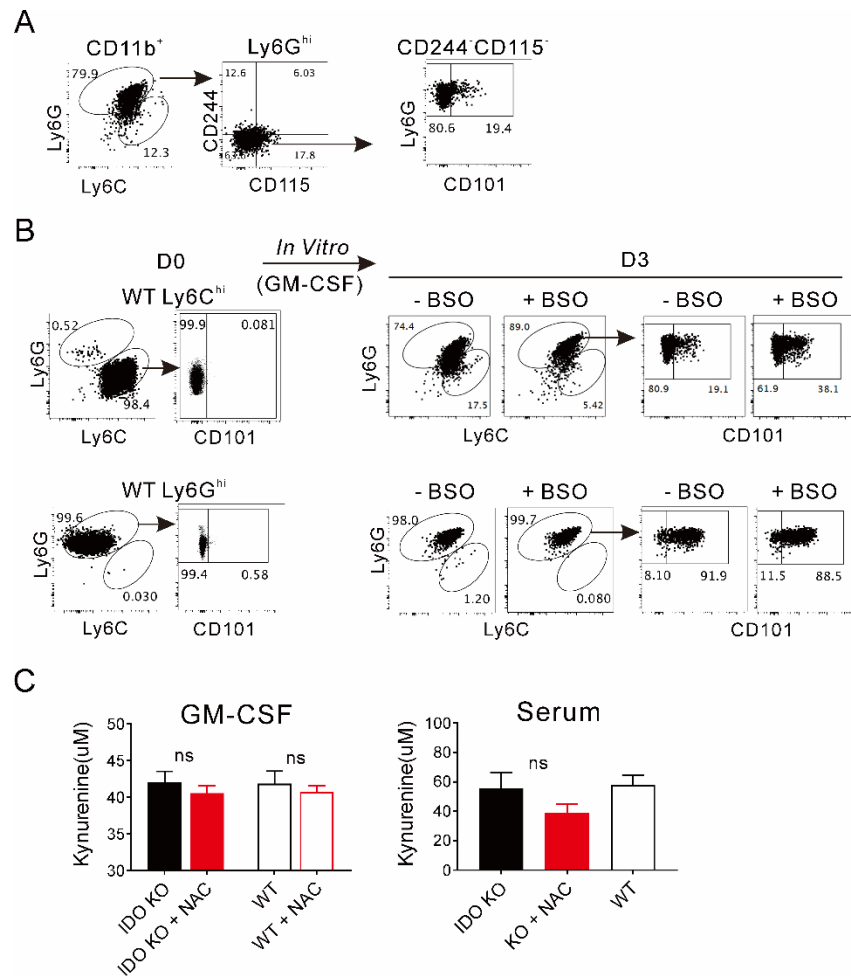 A
CD11b+
Ly6Ghi
CD244-CD115-
79.9
12.3
Ly6G
Ly6C
12.6 6.03
17.8
CD244
CD115
80.6 19.4
Ly6G
CD101
B
D0
In Vitro
(GM-CSF)
D3
WT Ly6Chi
- BSO + BSO - BSO + BSO
0.52
98.4
Ly6G
Ly6C
99.9 0.081
CD101
74.4
17.5
89.0
5.42
Ly6G
Ly6C
80.9 19.1
61.9 38.1
CD101
WT Ly6Ghi
- BSO + BSO - BSO + BSO
99.6
0.030
Ly6G
Ly6C
99.4 0.58
CD101
98.0
1.20
99.7
0.080
Ly6G
Ly6C
8.10 91.9
11.5 88.5
CD101
C
GM-CSF
Kynurenine(uM)
50
45
40
35
30
ns
ns
IDO KO
IDO KO + NAC
WT
WT + NAC
Serum
Kynurenine(uM)
100
80
60
40
20
0
ns
IDO KO
KO + NAC
WT